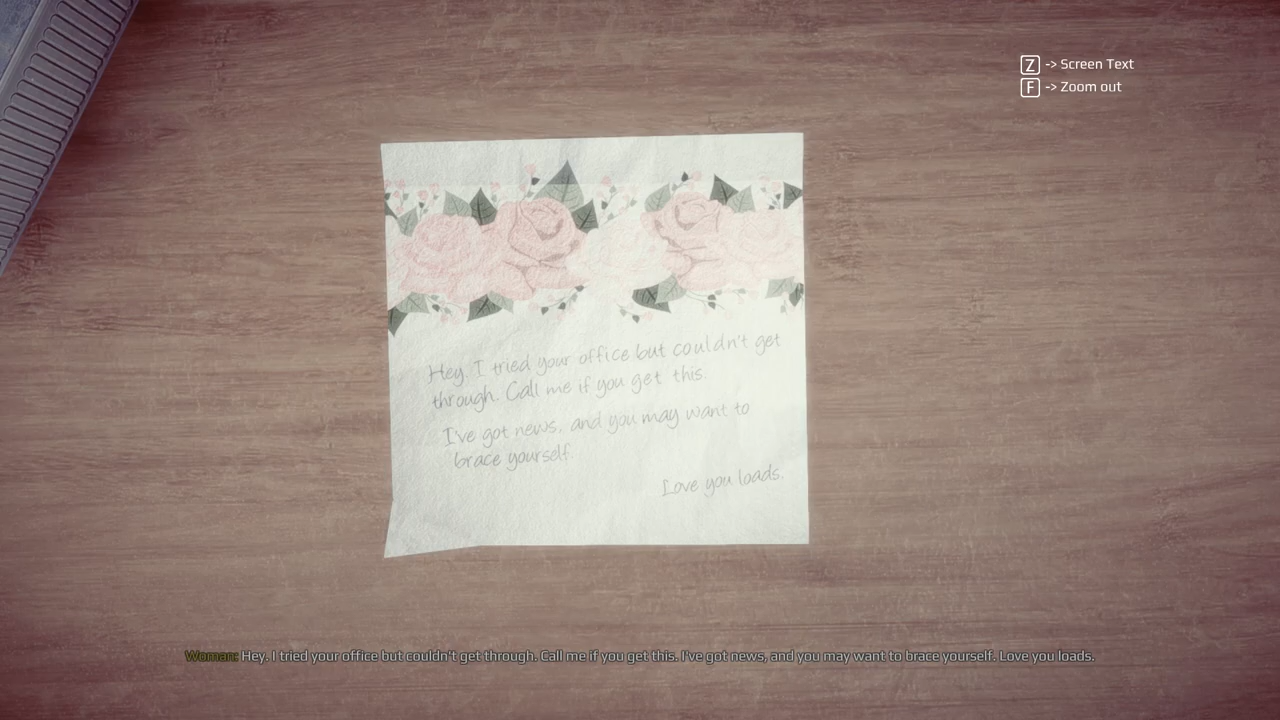 Z -> Screen Text
F -> Zoom out
Hey. I tried your office but couldn't get
through. Call me if you get this.
I've got news, and you may want to
brace yourself.
Love you loads.
Woman: Hey. I tried your office but couldn't get through. Call me if you get this. I've got news, and you may want to brace yourself. Love you loads.